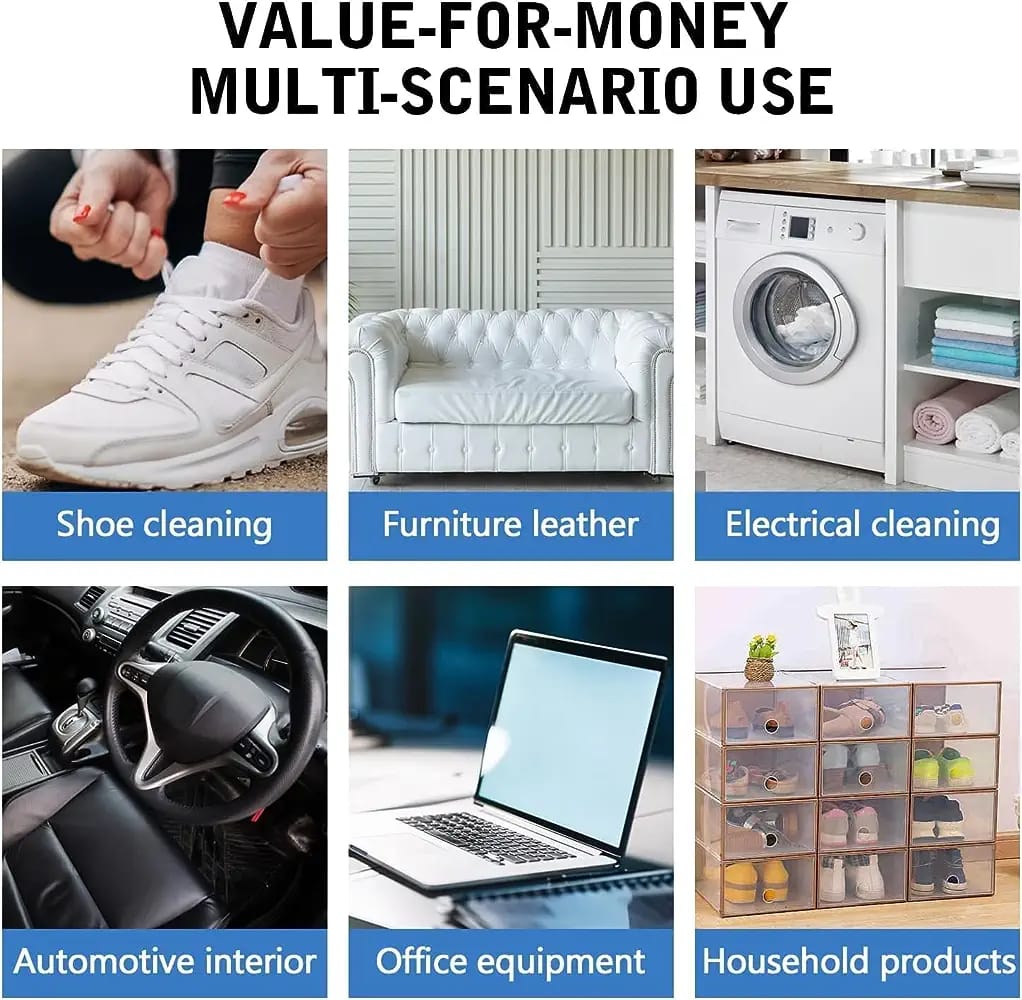 VALUE-FOR-MONEY
MULTI-SCENARIO USE
Shoe cleaning
Furniture leather
Electrical cleaning
Automotive interior
Office equipment
Household products